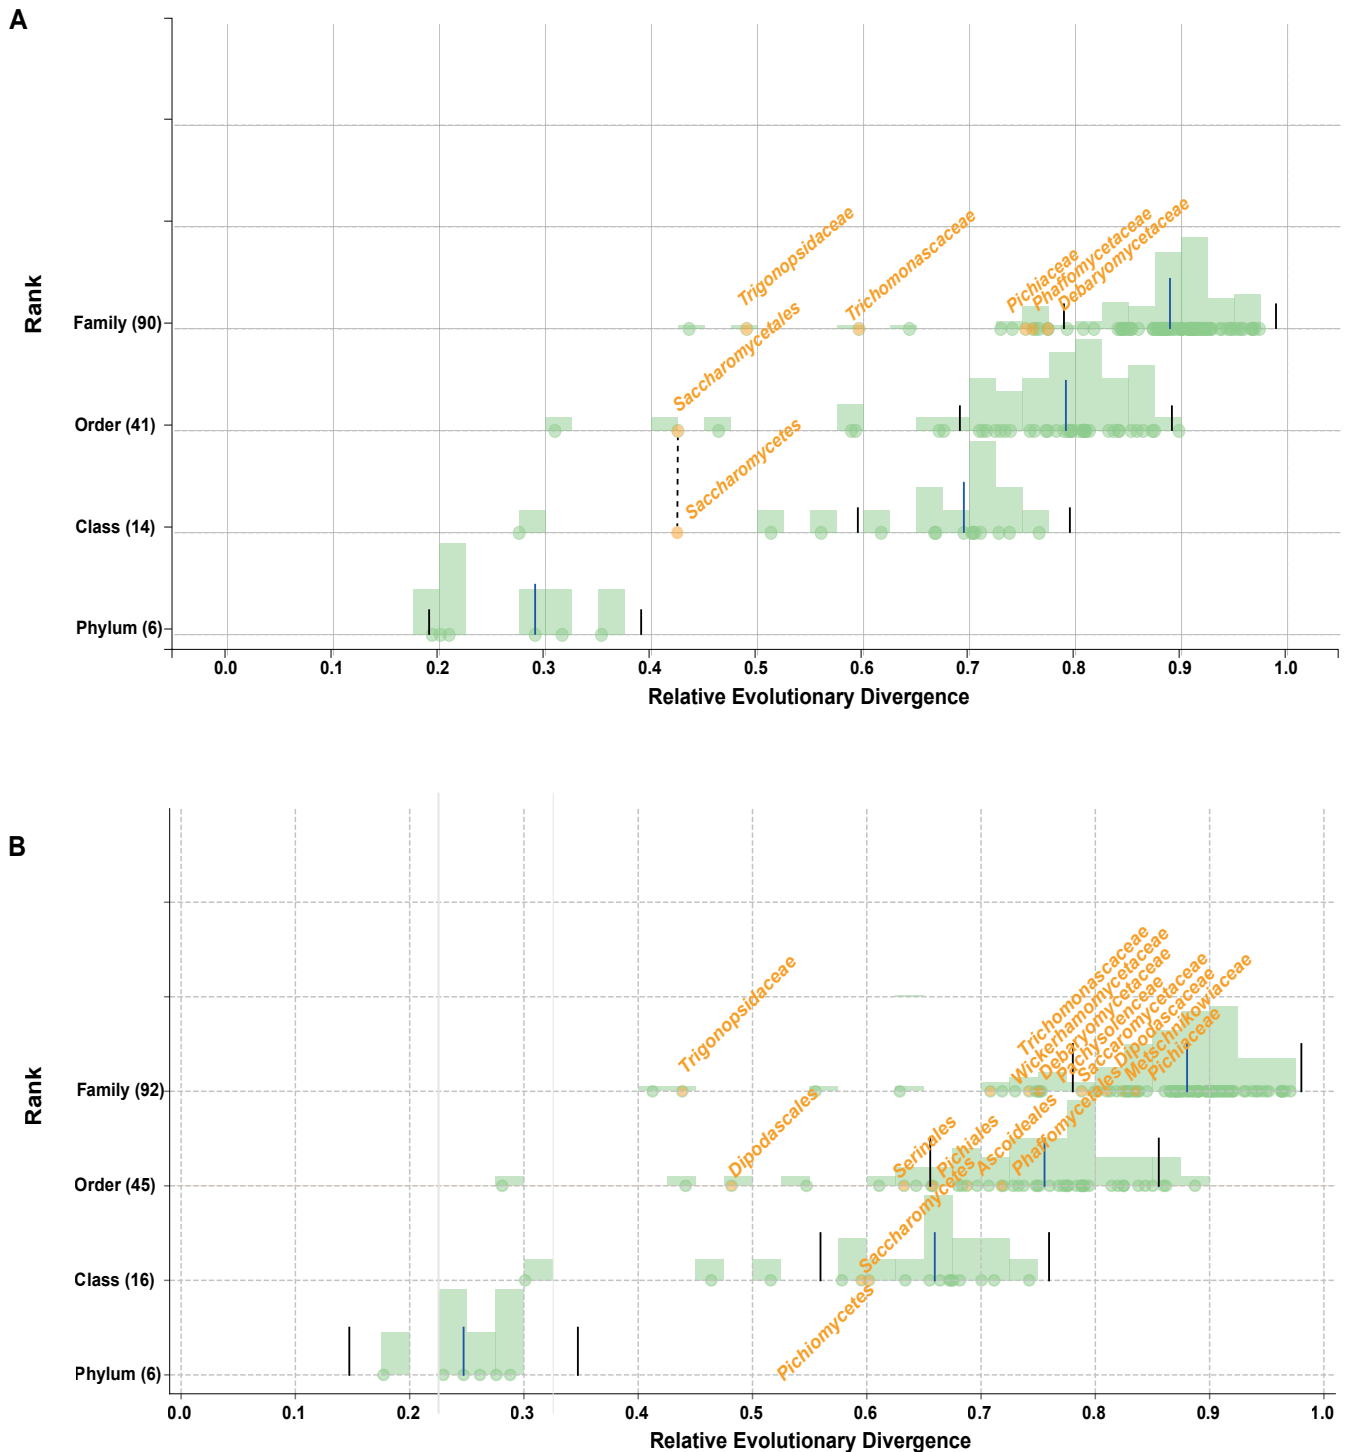 A
Rank
Trigonopsidaceae
Trichomonascaceae
Pichiaceae
Phaffomycetaceae
Debaryomycetaceae
Family (90)
Saccharomycetales
Order (41)
Saccharomycetes
Class (14)
Phylum (6)
0.0 0.1 0.2 0.3 0.4 0.5 0.6 0.7 0.8 0.9 1.0
Relative Evolutionary Divergence
B
Rank
Trigonopsidaceae
Trichomonascaceae
Wickerhamomycetaceae
Debaryomycetaceae
Pachysolenceae
Saccaromycetaceae
Dipodascaceae
Metschnikowiaceae
Pichiaceae
Family (92)
Dipodascales
Serinales
Pichiales
Ascoideales
Phaffomycetales
Order (45)
Saccharomycetes
Class (16)
Pichiomycetes
Phylum (6)
0.0 0.1 0.2 0.3 0.4 0.5 0.6 0.7 0.8 0.9 1.0
Relative Evolutionary Divergence